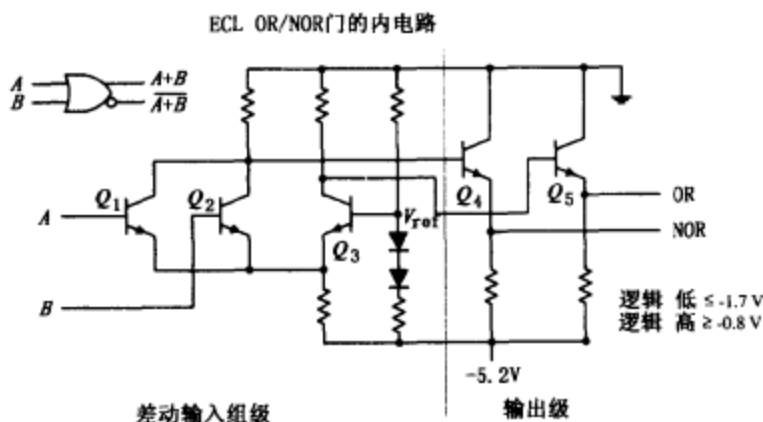 ECL OR/NOR门的内电路
A
B
A+B
A+B
Q1
Q2
Q3
Q4
Q5
Vref
A
B
OR
NOR
逻辑 低 ≤ -1.7 V
逻辑 高 ≥ -0.8 V
-5.2V
差动输入组级
输出级